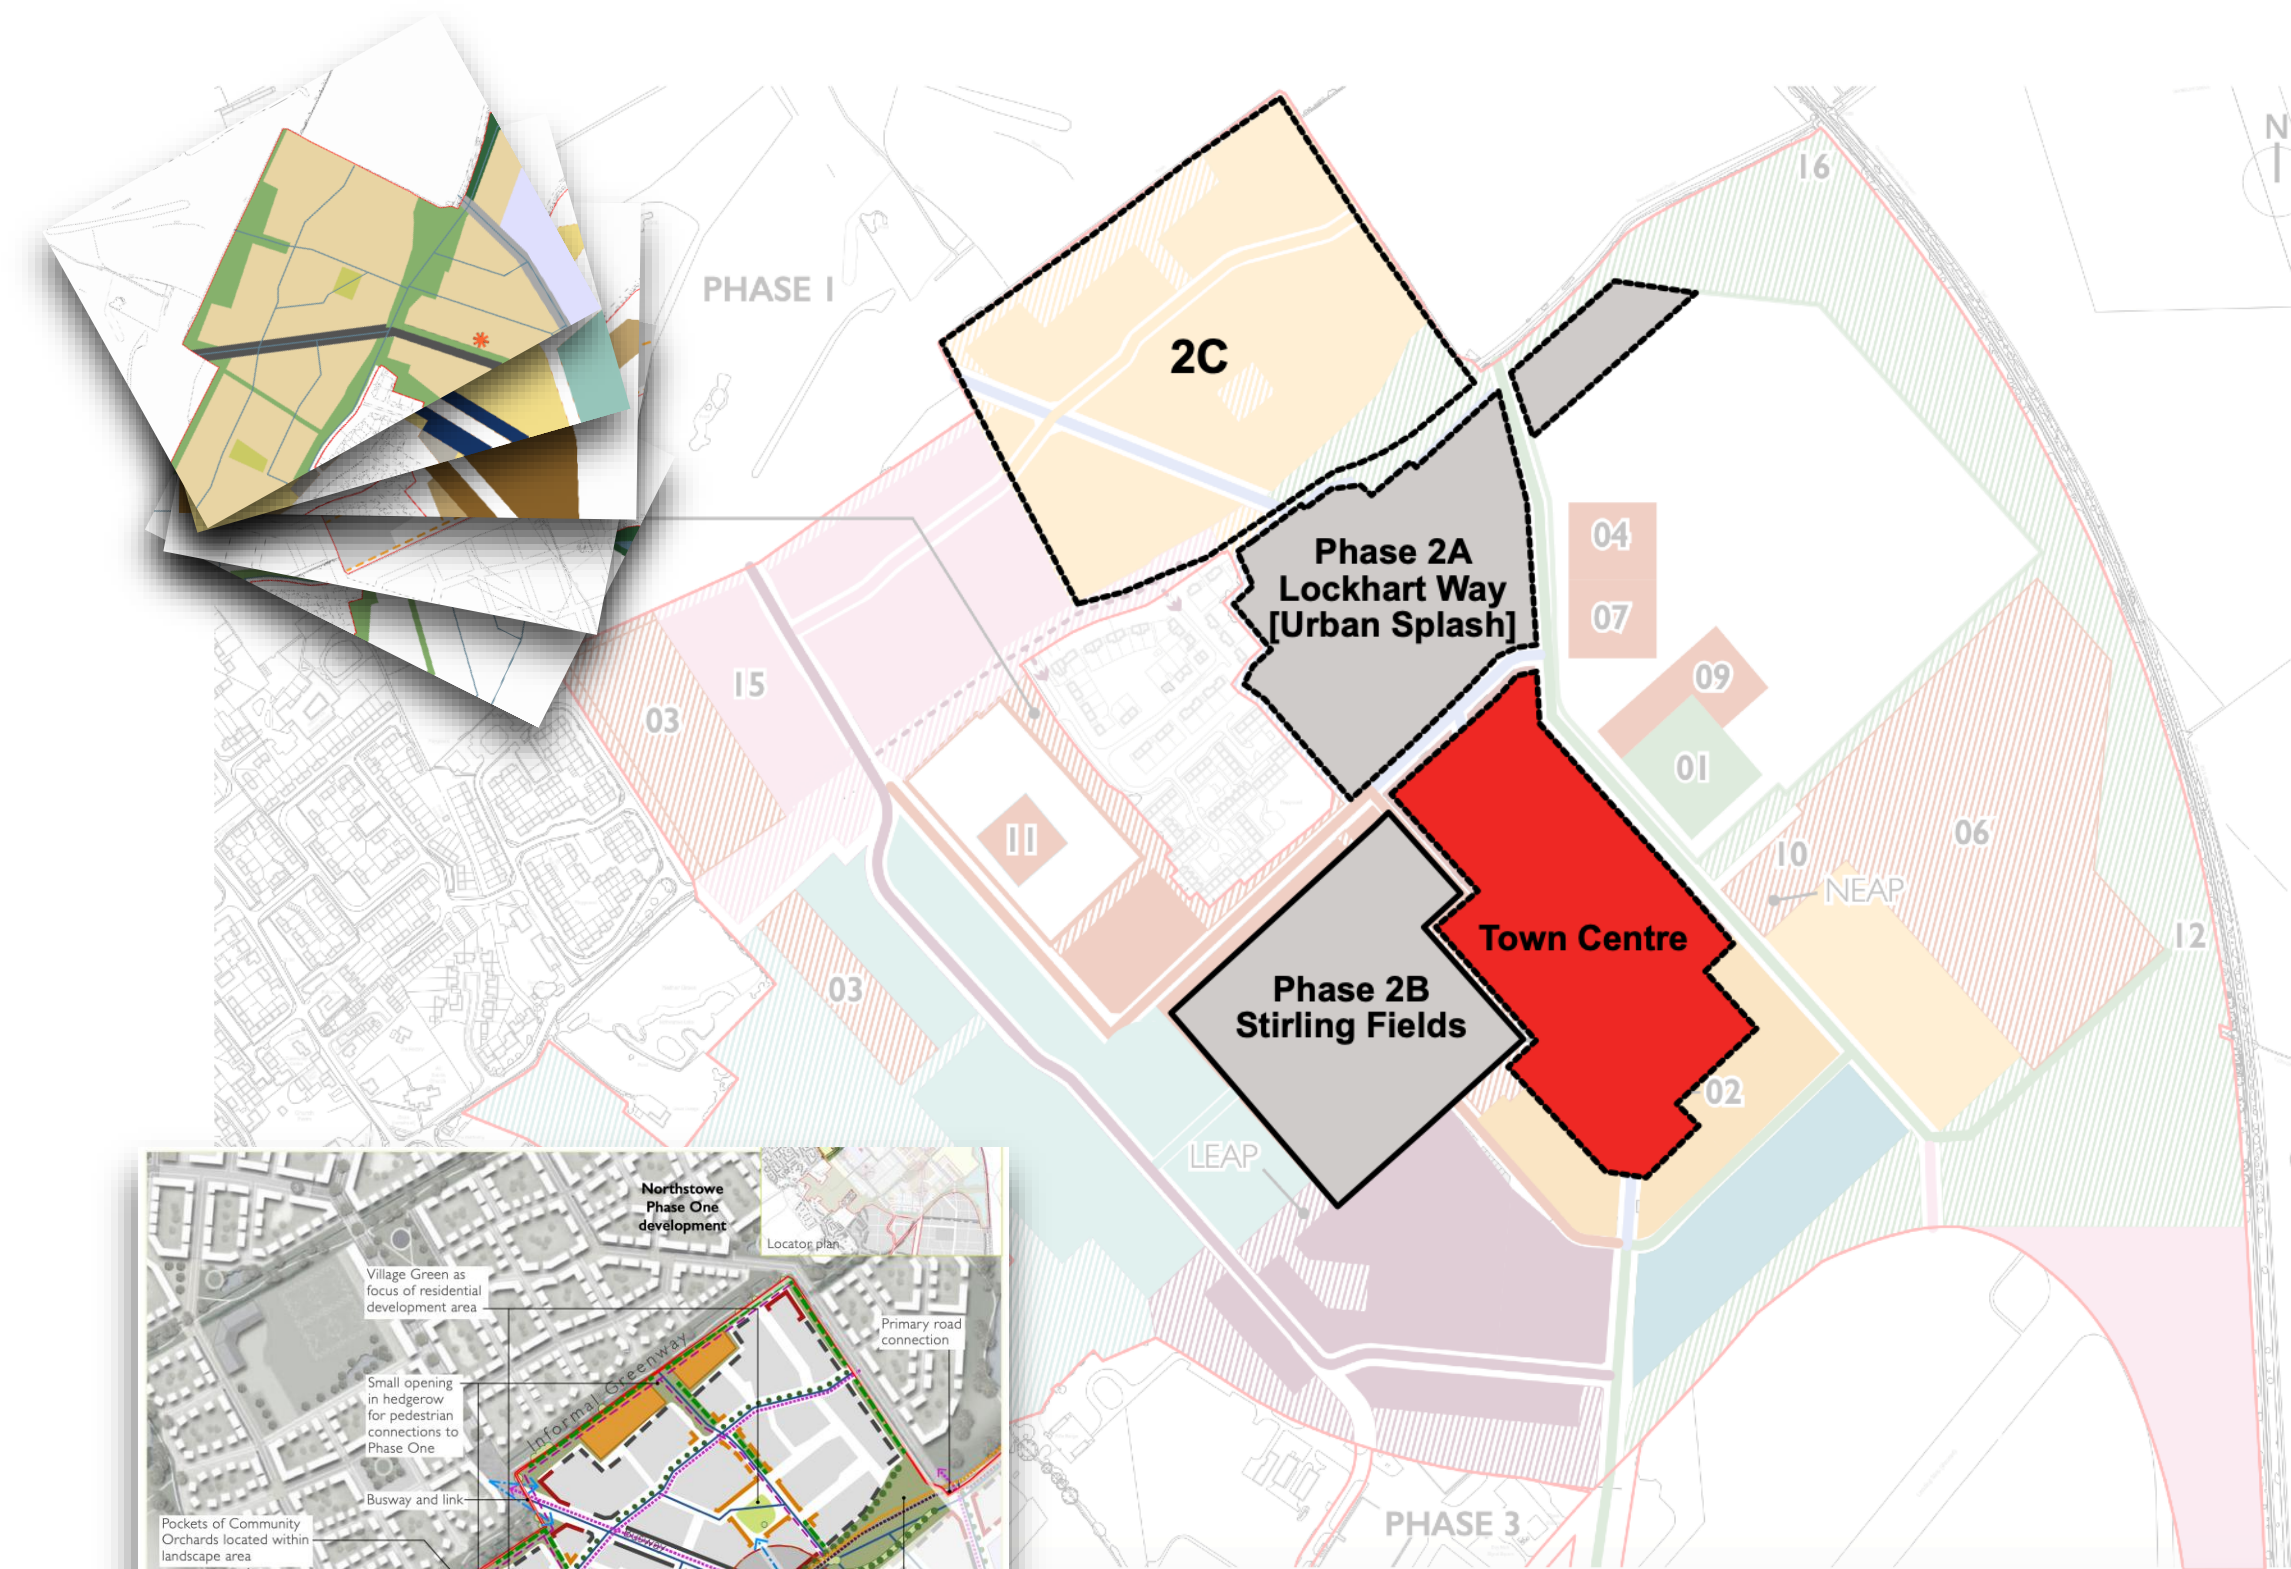 N
16
PHASE 1
2C
Phase 2A
Lockhart Way
[Urban Splash]
04
07
09
01
15
03
11
10
06
NEAP
12
Town Centre
03
Phase 2B
Stirling Fields
02
LEAP
Northstowe
Phase One
development
Locator plan
Village Green as
focus of residential
development area
Primary road
connection
Informal Greenway
Small opening
in hedgerow
for pedestrian
connections to
Phase One
Busway and link
Pockets of Community
Orchards located within
landscape area
Busway
PHASE 3